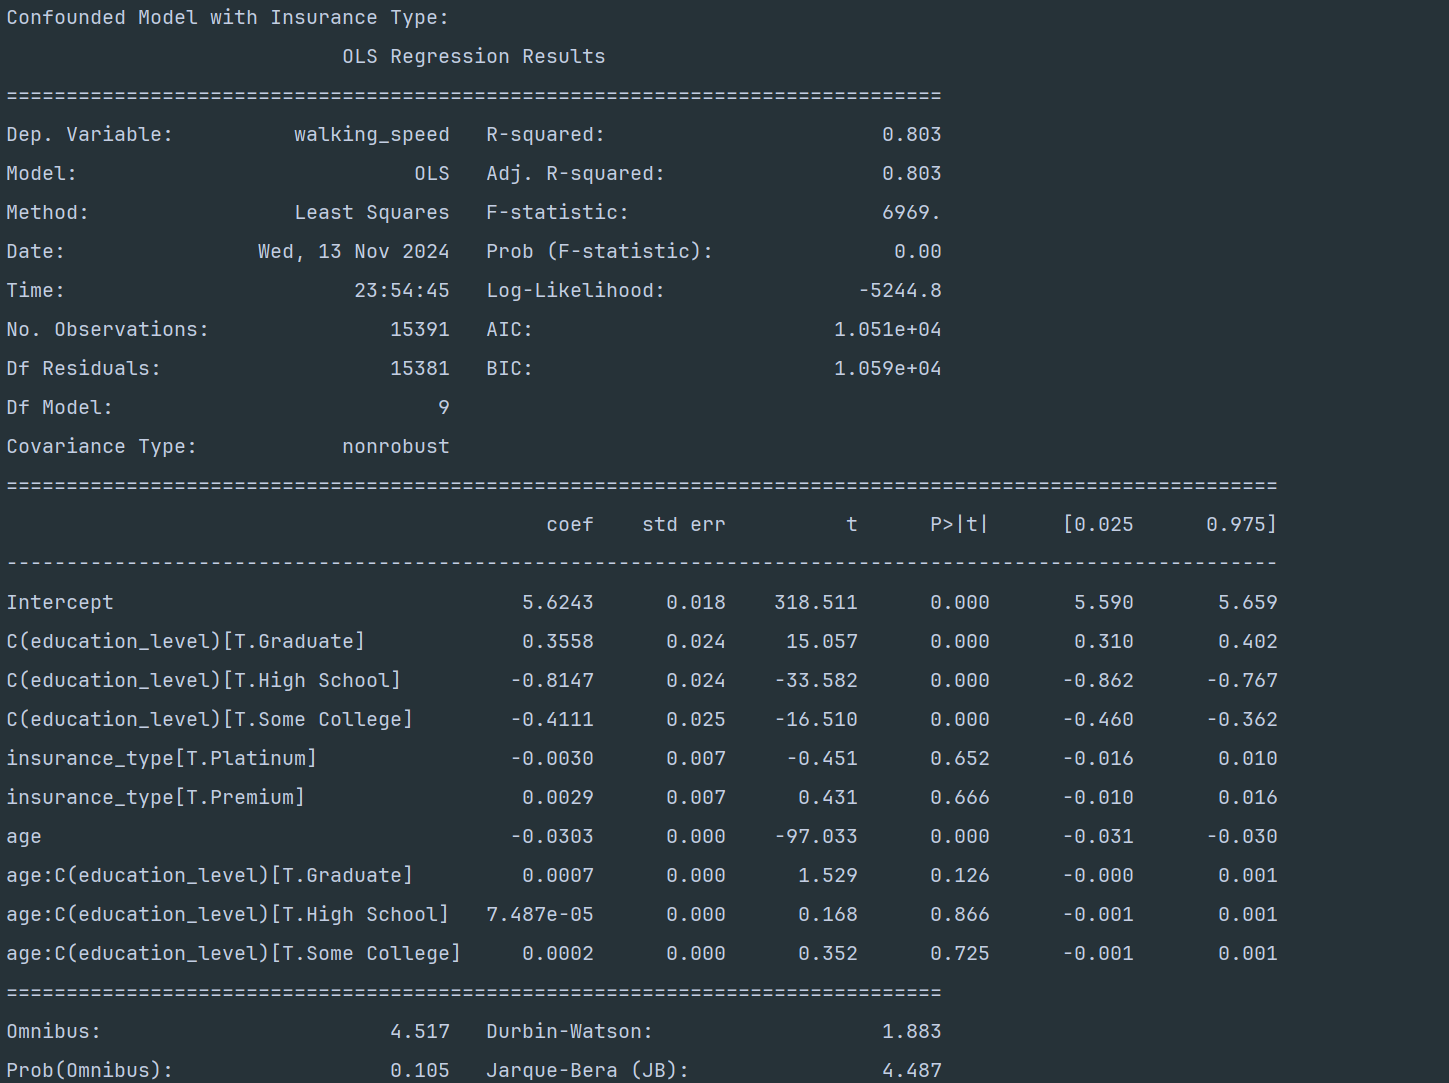 Confounded Model with Insurance Type:
OLS Regression Results
==============================================================================
Dep. Variable:          walking_speed   R-squared:                       0.803
Model:                            OLS   Adj. R-squared:                  0.803
Method:                 Least Squares   F-statistic:                     6969.
Date:                Wed, 13 Nov 2024   Prob (F-statistic):               0.00
Time:                        23:54:45   Log-Likelihood:                -5244.8
No. Observations:               15391   AIC:                         1.051e+04
Df Residuals:                   15381   BIC:                         1.059e+04
Df Model:                           9
Covariance Type:            nonrobust
==========================================================================================================
                                             coef    std err          t      P>|t|      [0.025      0.975]
----------------------------------------------------------------------------------------------------------
Intercept                                  5.6243      0.018    318.511      0.000       5.590       5.659
C(education_level)[T.Graduate]             0.3558      0.024     15.057      0.000       0.310       0.402
C(education_level)[T.High School]         -0.8147      0.024    -33.582      0.000      -0.862      -0.767
C(education_level)[T.Some College]        -0.4111      0.025    -16.510      0.000      -0.460      -0.362
insurance_type[T.Platinum]                -0.0030      0.007     -0.451      0.652      -0.016       0.010
insurance_type[T.Premium]                  0.0029      0.007      0.431      0.666      -0.010       0.016
age                                       -0.0303      0.000    -97.033      0.000      -0.031      -0.030
age:C(education_level)[T.Graduate]         0.0007      0.000      1.529      0.126      -0.000       0.001
age:C(education_level)[T.High School]   7.487e-05      0.000      0.168      0.866      -0.001       0.001
age:C(education_level)[T.Some College]     0.0002      0.000      0.352      0.725      -0.001       0.001
==============================================================================
Omnibus:                        4.517   Durbin-Watson:                   1.883
Prob(Omnibus):                  0.105   Jarque-Bera (JB):                4.487